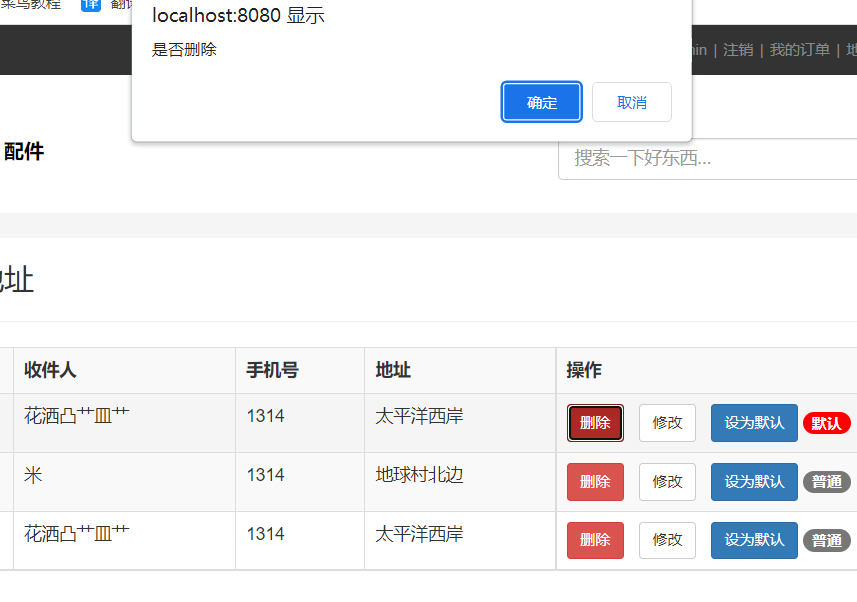 菜鸟教程 译 翻译
localhost:8080 显示
是否删除
确定 取消
min | 注销 | 我的订单 | 地
配件
搜索一下好东西...
地址
收件人 手机号 地址 操作
花洒凸艹皿艹 1314 太平洋西岸 删除 修改 设为默认 默认
米 1314 地球村北边 删除 修改 设为默认 普通
花洒凸艹皿艹 1314 太平洋西岸 删除 修改 设为默认 普通